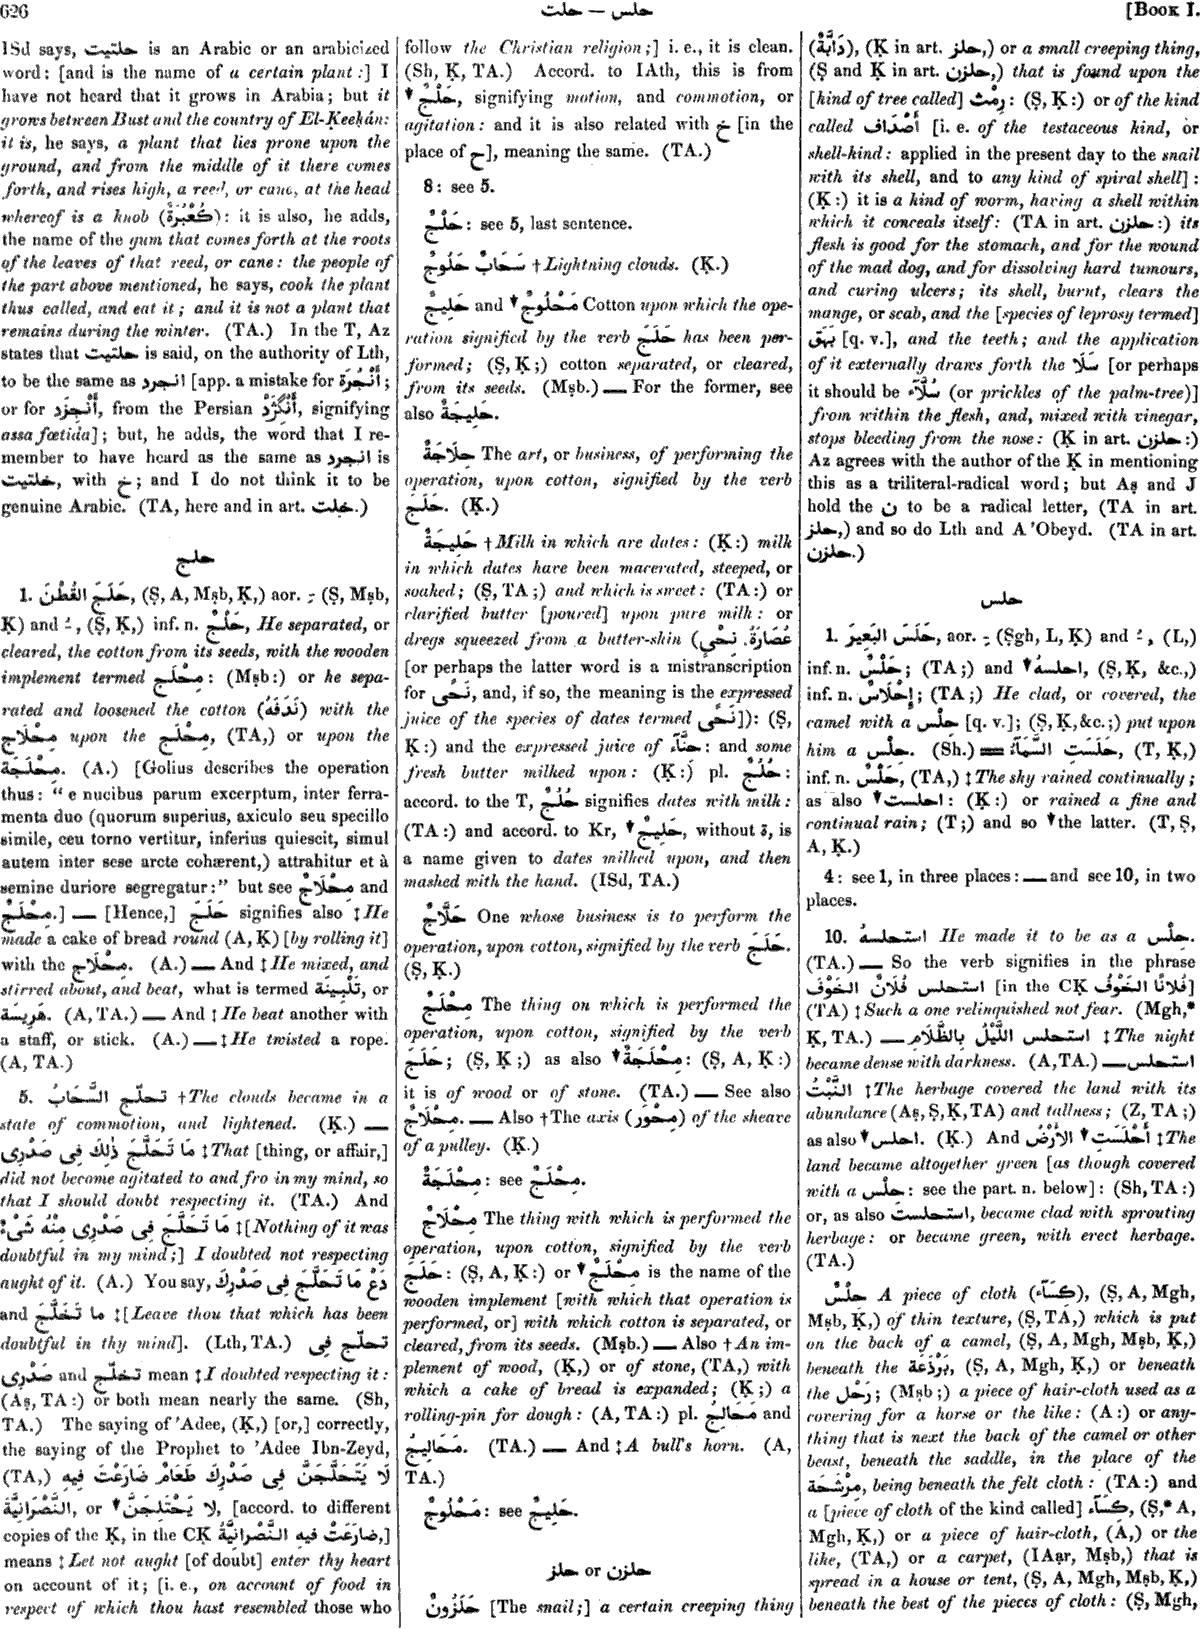 626
حلت — حلس
[BOOK I.
ISd says, حلتيت is an Arabic or an arabicized
word: [and is the name of a certain plant:] I
have not heard that it grows in Arabia; but it
grows between Bust and the country of El-Ḳeeḳán:
it is, he says, a plant that lies prone upon the
ground, and from the middle of it there comes
forth, and rises high, a reed, or cane, at the head
whereof is a knob (كُعْبُرَة): it is also, he adds,
the name of the gum that comes forth at the roots
of the leaves of that reed, or cane: the people of
the part above mentioned, he says, cook the plant
thus called, and eat it; and it is not a plant that
remains during the winter. (TA.) In the T, Az
states that حلتيت is said, on the authority of Lth,
to be the same as انجرد [app. a mistake for أَنْجُرَة;
or for أَنْجِزَد, from the Persian أَنْگُزَدْ, signifying
assa fœtida]; but, he adds, the word that I re-
member to have heard as the same as انجرد is
خلتيت, with خ; and I do not think it to be
genuine Arabic. (TA, here and in art. خلت.)
حلج
1. حَلَجَ القُطْنَ, (Ṣ, A, Mṣb, Ḳ,) aor. ـِ (Ṣ, Mṣb,
Ḳ) and ـُ, (Ṣ, Ḳ,) inf. n. حَلْجٌ, He separated, or
cleared, the cotton from its seeds, with the wooden
implement termed مِحْلَج: (Mṣb:) or he sepa-
rated and loosened the cotton (نَدَفَهُ) with the
مِحْلَاج upon the مِحْلَج, (TA,) or upon the
مِحْلَجَة. (A.) [Golius describes the operation
thus: “e nucibus parum excerptum, inter ferra-
menta duo (quorum superius, axiculo seu specillo
simile, ceu torno vertitur, inferius quiescit, simul
autem inter sese arcte cohærent,) attrahitur et à
semine duriore segregatur:” but see مِحْلَاجٌ and
مِحْلَجٌ.] — [Hence,] حَلَجَ signifies also ‡ He
made a cake of bread round (A, Ḳ) [by rolling it]
with the مِحْلَاج. (A.) — And ‡ He mixed, and
stirred about, and beat, what is termed تَلْبِينَة, or
هَرِيسَة. (A, TA.) — And ‡ He beat another with
a staff, or stick. (A.) — ‡ He twisted a rope.
(A, TA.)
5. تحلّج السَّحَابُ † The clouds became in a
state of commotion, and lightened. (Ḳ.) —
مَا تَحَلَّجَ ذٰلِكَ فِى صَدْرِى ‡ That [thing, or affair,]
did not become agitated to and fro in my mind, so
that I should doubt respecting it. (TA.) And
مَا تَحَلَّجَ فِى صَدْرِى مِنْهُ شَىْءٌ ‡ [Nothing of it was
doubtful in my mind;] I doubted not respecting
aught of it. (A.) You say, دَعْ مَا تَحَلَّجَ فِى صَدْرِكَ
and ما تَخَلَّجَ ‡ [Leave thou that which has been
doubtful in thy mind]. (Lth, TA.) تحلّج فِى
صَدْرِى and تخلّج mean ‡ I doubted respecting it:
(Aṣ, TA:) or both mean nearly the same. (Sh,
TA.) The saying of ’Adee, (Ḳ,) [or,] correctly,
the saying of the Prophet to ’Adee Ibn-Zeyd,
(TA,) لَا يَتَحَلَّجَنَّ فِى صَدْرِكَ طَعَامٌ ضَارَعْتَ فِيهِ
النَّصْرَانِيَّةَ, or لا يَحْتَلِجَنَّ▾, [accord. to different
copies of the Ḳ, in the CK ضارَعْتُ فيه النَّصْرانِيَّةُ,]
means ‡ Let not aught [of doubt] enter thy heart
on account of it; [i. e., on account of food in
respect of which thou hast resembled those who
follow the Christian religion;] i. e., it is clean.
(Sh, Ḳ, TA.) Accord. to IAth, this is from
حَلْجٌ▾, signifying motion, and commotion, or
agitation: and it is also related with خ [in the
place of ح], meaning the same. (TA.)
8: see 5.
حَلْجٌ: see 5, last sentence.
سَحَابٌ حَلُوجٌ † Lightning clouds. (Ḳ.)
حَلِيجٌ and مَحْلُوجٌ▾ Cotton upon which the ope-
ration signified by the verb حَلَجَ has been per-
formed; (Ṣ, Ḳ;) cotton separated, or cleared,
from its seeds. (Mṣb.) — For the former, see
also حَلِيجَةٌ.
حِلَاجَةٌ The art, or business, of performing the
operation, upon cotton, signified by the verb
حَلَجَ. (Ḳ.)
حَلِيجَةٌ † Milk in which are dates: (Ḳ:) milk
in which dates have been macerated, steeped, or
soaked; (Ṣ, TA;) and which is sweet: (TA:) or
clarified butter [poured] upon pure milk: or
dregs squeezed from a butter-skin (عُصَارَةُ نِحْيٍ
[or perhaps the latter word is a mistranscription
for نَحًى, and, if so, the meaning is the expressed
juice of the species of dates termed نَحًى]): (Ṣ,
Ḳ:) and the expressed juice of حِنَّآء: and some
fresh butter milked upon: (Ḳ:) pl. حُلُجٌ:
accord. to the T, حُلُجٌ signifies dates with milk:
(TA:) and accord. to Kr, حَلِيجٌ▾, without ة, is
a name given to dates milked upon, and then
mashed with the hand. (ISd, TA.)
حَلَّاجٌ One whose business is to perform the
operation, upon cotton, signified by the verb حَلَجَ.
(Ṣ, Ḳ.)
مِحْلَجٌ The thing on which is performed the
operation, upon cotton, signified by the verb
حَلَجَ; (Ṣ, Ḳ;) as also مِحْلَجَةٌ▾: (Ṣ, A, Ḳ:)
it is of wood or of stone. (TA.) — See also
مِحْلَاجٌ. — Also † The axis (مِحْوَر) of the sheave
of a pulley. (Ḳ.)
مِحْلَجَةٌ: see مِحْلَجٌ.
مِحْلَاجٌ The thing with which is performed the
operation, upon cotton, signified by the verb
حَلَجَ: (Ṣ, A, Ḳ:) or مِحْلَجٌ▾ is the name of the
wooden implement [with which that operation is
performed, or] with which cotton is separated, or
cleared, from its seeds. (Mṣb.) — Also † An im-
plement of wood, (Ḳ,) or of stone, (TA,) with
which a cake of bread is expanded; (Ḳ;) a
rolling-pin for dough: (A, TA:) pl. مَحَالِجُ and
مَحَالِيجُ. (TA.) — And ‡ A bull's horn. (A,
TA.)
مَحْلُوجٌ: see حَلِيجٌ.
حلز or حلزن
حَلَزُونٌ [The snail;] a certain creeping thing
(دَابَّةٌ), (Ḳ in art. حلز,) or a small creeping thing,
(Ṣ and Ḳ in art. حلزن,) that is found upon the
[kind of tree called] رِمْث: (Ṣ, Ḳ:) or of the kind
called أَصْدَاف [i. e. of the testaceous kind, or
shell-kind: applied in the present day to the snail
with its shell, and to any kind of spiral shell]:
(Ḳ:) it is a kind of worm, having a shell within
which it conceals itself: (TA in art. حلزن:) its
flesh is good for the stomach, and for the wound
of the mad dog, and for dissolving hard tumours,
and curing ulcers; its shell, burnt, clears the
mange, or scab, and the [species of leprosy termed]
بَهَق [q. v.], and the teeth; and the application
of it externally draws forth the سَلَا [or perhaps
it should be سُلَّآء (or prickles of the palm-tree)]
from within the flesh, and, mixed with vinegar,
stops bleeding from the nose: (Ḳ in art. حلزن:)
Az agrees with the author of the Ḳ in mentioning
this as a triliteral-radical word; but Aṣ and J
hold the ن to be a radical letter, (TA in art.
حلز,) and so do Lth and A ’Obeyd. (TA in art.
حلزن.)
حلس
1. حَلَسَ البَعِيرَ, aor. ـِ (Ṣgh, L, Ḳ) and ـُ, (L,)
inf. n. حَلْسٌ; (TA;) and احلسهُ▾, (Ṣ, Ḳ, &c.,)
inf. n. إِحْلَاسٌ; (TA;) He clad, or covered, the
camel with a حِلْس [q. v.]; (Ṣ, Ḳ, &c.;) put upon
him a حِلْس. (Sh.) ═ حَلَسَتِ السَّمَآءُ, (T, Ḳ,)
inf. n. حَلْسٌ, (TA,) ‡ The sky rained continually;
as also احلست▾: (Ḳ:) or rained a fine and
continual rain; (T;) and so ▾ the latter. (T, Ṣ,
A, Ḳ.)
4: see 1, in three places: — and see 10, in two
places.
10. استحلسهُ He made it to be as a حِلْس.
(TA.) — So the verb signifies in the phrase
استحلس فُلَانٌ الخَوْفَ [in the CK فُلانًا الخَوْفُ]
(TA) ‡ Such a one relinquished not fear. (Mgh,*
Ḳ, TA.) — استحلس اللَّيْلُ بِالظَّلَامِ ‡ The night
became dense with darkness. (A, TA.) — استحلس
النَّبْتُ ‡ The herbage covered the land with its
abundance (Aṣ, Ṣ, Ḳ, TA) and tallness; (Z, TA;)
as also احلس▾. (Ḳ.) And أَحْلَسَتِ▾ الأَرْضُ ‡ The
land became altogether green [as though covered
with a حِلْس: see the part. n. below]: (Sh, TA:)
or, as also استحلست, became clad with sprouting
herbage: or became green, with erect herbage.
(TA.)
حِلْسٌ A piece of cloth (كِسَآء), (Ṣ, A, Mgh,
Mṣb, Ḳ,) of thin texture, (Ṣ, TA,) which is put
on the back of a camel, (Ṣ, A, Mgh, Mṣb, Ḳ,)
beneath the بَرْذَعَة, (Ṣ, A, Mgh, Ḳ,) or beneath
the رَحْل; (Mṣb;) a piece of hair-cloth used as a
covering for a horse or the like: (A:) or any-
thing that is next the back of the camel or other
beast, beneath the saddle, in the place of the
مِرْشَحَة, being beneath the felt cloth: (TA:) and
a [piece of cloth of the kind called] كِسَآء, (Ṣ,* A,
Mgh, Ḳ,) or a piece of hair-cloth, (A,) or the
like, (TA,) or a carpet, (IAạr, Mṣb,) that is
spread in a house or tent, (Ṣ, A, Mgh, Mṣb, Ḳ,)
beneath the best of the pieces of cloth: (Ṣ, Mgh,